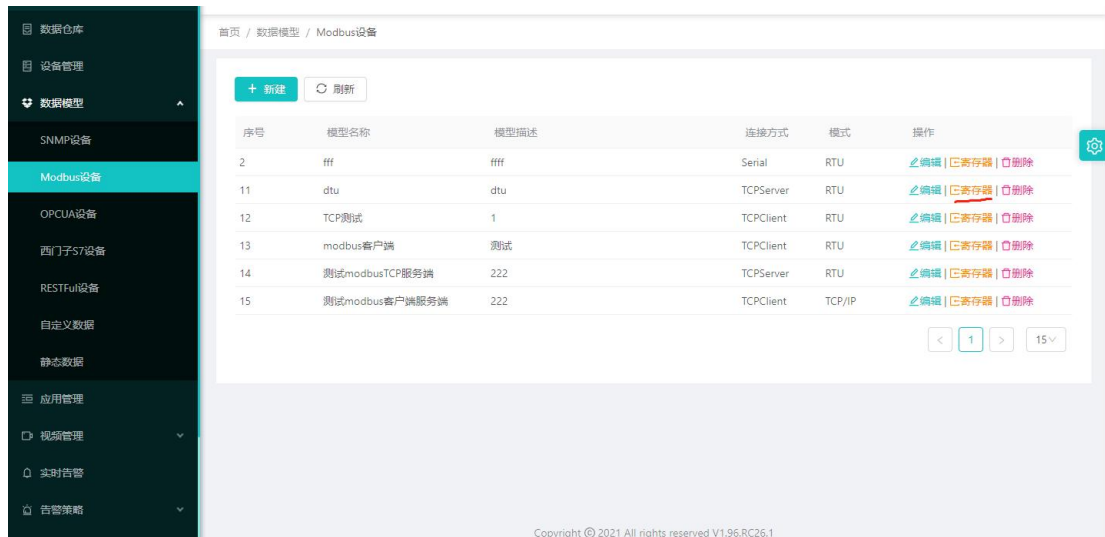 数据仓库
设备管理
数据模型
SNMP设备
Modbus设备
OPCUA设备
西门子S7设备
RESTFul设备
自定义数据
静态数据
应用管理
视频管理
实时告警
告警策略
首页 / 数据模型 / Modbus设备
+ 新建 刷新
序号 模型名称 模型描述 连接方式 模式 操作
2 fff ffff Serial RTU 编辑 | 寄存器 | 删除
11 dtu dtu TCPServer RTU 编辑 | 寄存器 | 删除
12 TCP测试 1 TCPClient RTU 编辑 | 寄存器 | 删除
13 modbus客户端 测试 TCPClient RTU 编辑 | 寄存器 | 删除
14 测试modbusTCP服务端 222 TCPServer RTU 编辑 | 寄存器 | 删除
15 测试modbus客户端服务端 222 TCPClient TCP/IP 编辑 | 寄存器 | 删除
< 1 > 15
Copyright © 2021 All rights reserved V1.96.RC26.1